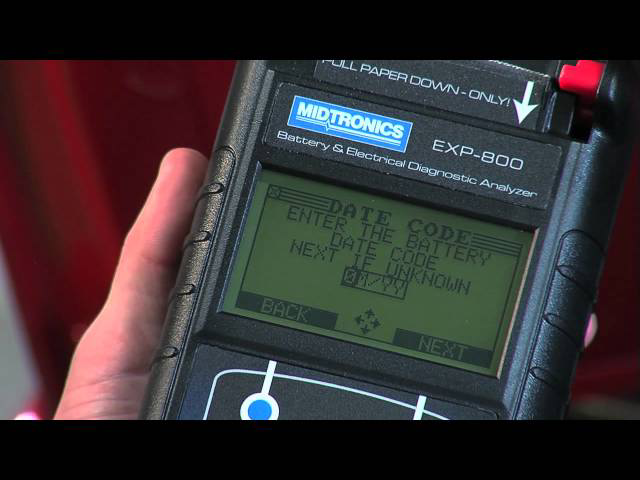 PULL PAPER DOWN - ONLY!
MIDTRONICS
EXP-800
Battery & Electrical Diagnostic Analyzer
DATE CODE
ENTER THE BATTERY
DATE CODE
NEXT IF UNKNOWN
BACK
NEXT